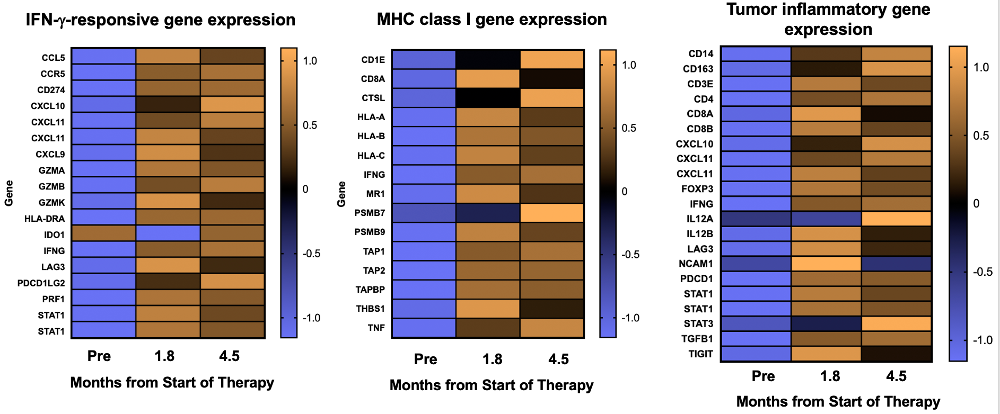 IFN-γ-responsive gene expression
CCL5
CCR5
CD274
CXCL10
CXCL11
CXCL11
CXCL9
GZMA
GZMB
GZMK
HLA-DRA
IDO1
IFNG
LAG3
PDCD1LG2
PRF1
STAT1
STAT1
Gene
1.0
0.5
0
-0.5
-1.0
Pre 1.8 4.5
Months from Start of Therapy
MHC class I gene expression
CD1E
CD8A
CTSL
HLA-A
HLA-B
HLA-C
IFNG
MR1
PSMB7
PSMB9
TAP1
TAP2
TAPBP
THBS1
TNF
Gene
1.0
0.5
0
-0.5
-1.0
Pre 1.8 4.5
Months from Start of Therapy
Tumor inflammatory gene
expression
CD14
CD163
CD3E
CD4
CD8A
CD8B
CXCL10
CXCL11
CXCL11
FOXP3
IFNG
IL12A
IL12B
LAG3
NCAM1
PDCD1
STAT1
STAT1
STAT3
TGFB1
TIGIT
1.0
0.5
0
-0.5
-1.0
Pre 1.8 4.5
Months from Start of Therapy